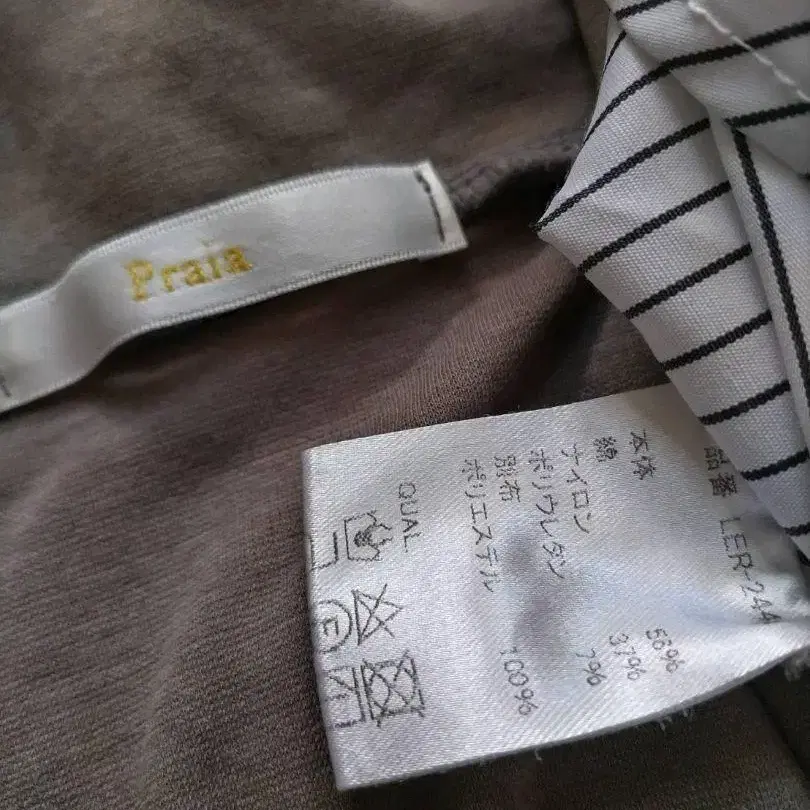 Praia
品番 LER-244
本体
綿 56%
ナイロン 37%
ポリウレタン 7%
別布
ポリエステル 100%
QUAL